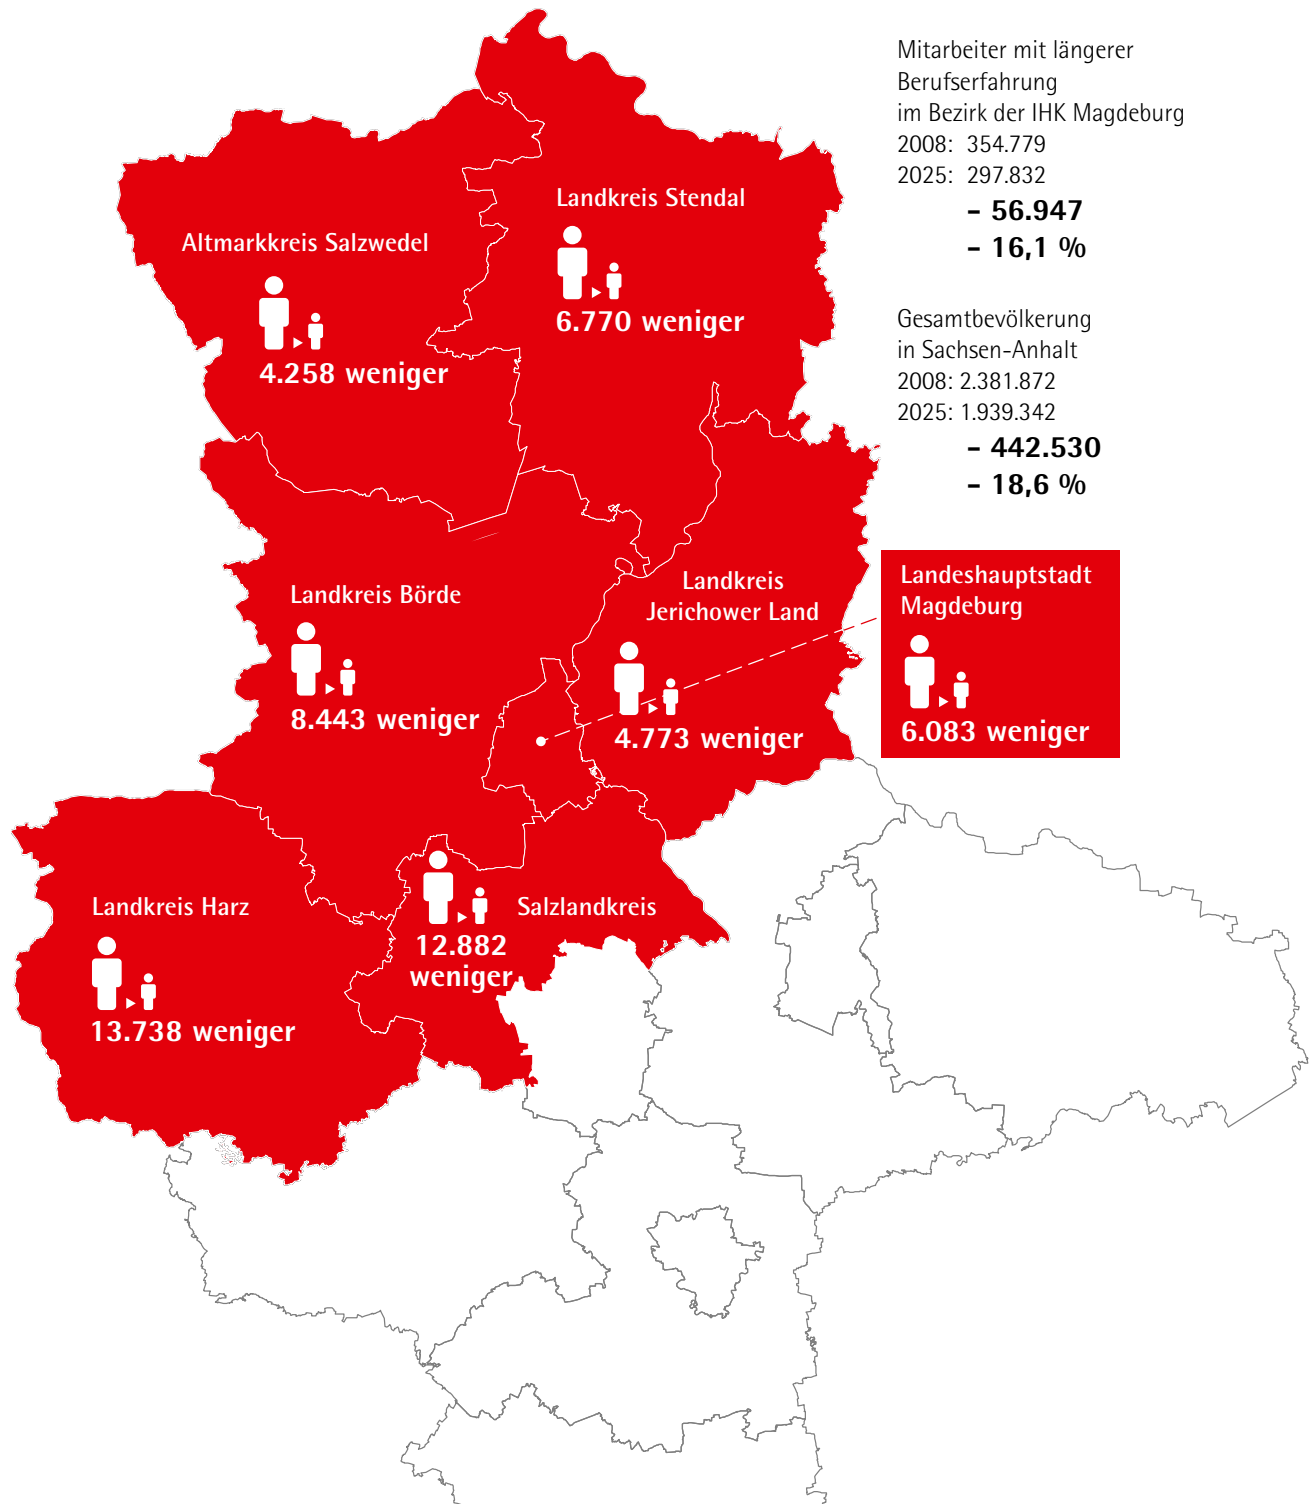 Mitarbeiter mit längerer
Berufserfahrung
im Bezirk der IHK Magdeburg
2008: 354.779
2025: 297.832
– 56.947
– 16,1 %
Gesamtbevölkerung
in Sachsen-Anhalt
2008: 2.381.872
2025: 1.939.342
– 442.530
– 18,6 %
Landkreis Stendal
6.770 weniger
Altmarkkreis Salzwedel
4.258 weniger
Landkreis Börde
8.443 weniger
Landkreis
Jerichower Land
4.773 weniger
Landeshauptstadt
Magdeburg
6.083 weniger
Landkreis Harz
13.738 weniger
Salzlandkreis
12.882
weniger